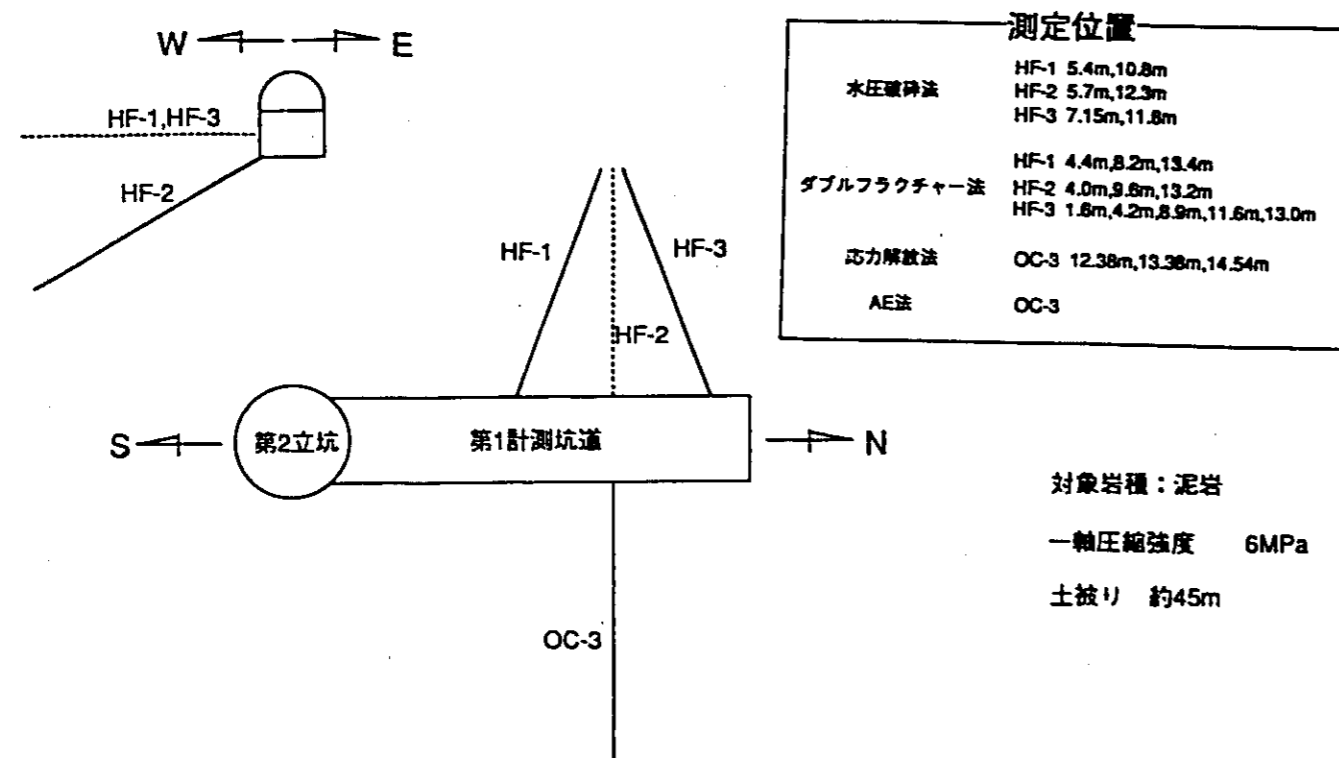 W E
HF-1,HF-3
HF-2
測定位置
水圧破砕法
HF-1 5.4m,10.8m
HF-2 5.7m,12.3m
HF-3 7.15m,11.8m
ダブルフラクチャー法
HF-1 4.4m,8.2m,13.4m
HF-2 4.0m,9.6m,13.2m
HF-3 1.6m,4.2m,8.9m,11.6m,13.0m
応力解放法 OC-3 12.38m,13.38m,14.54m
AE法 OC-3
HF-1
HF-3
HF-2
S 第2立坑 第1計測坑道 N
OC-3
対象岩種：泥岩
一軸圧縮強度 6MPa
土被り 約45m